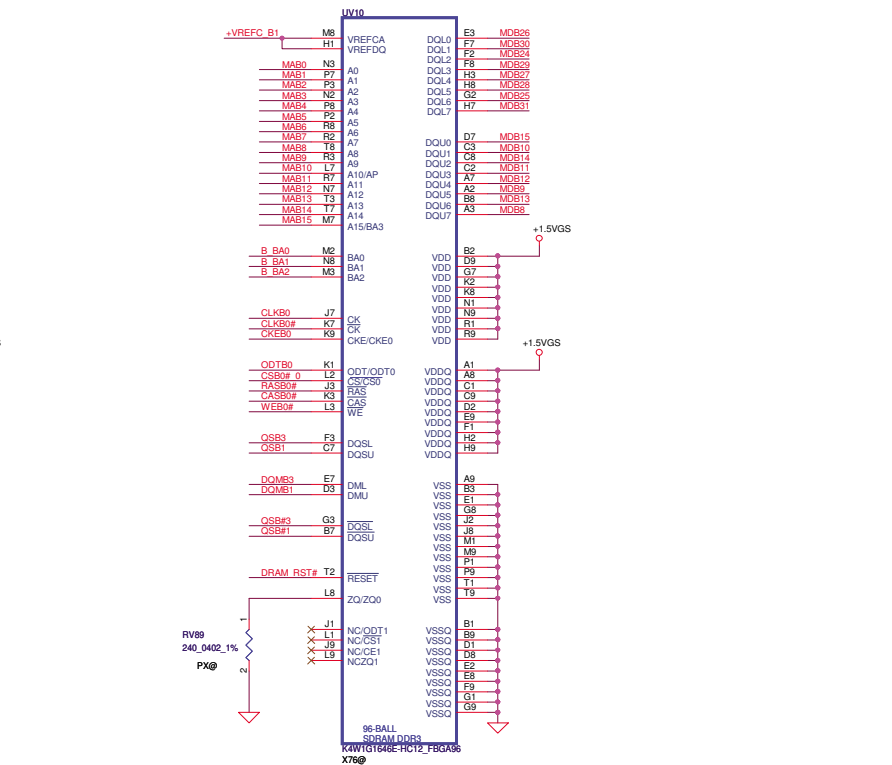 UV10
+VREFC_B1 M8 VREFCA
H1 VREFDQ
MAB0 N3 A0
MAB1 P7 A1
MAB2 P3 A2
MAB3 N2 A3
MAB4 P8 A4
MAB5 P2 A5
MAB6 R8 A6
MAB7 R2 A7
MAB8 T8 A8
MAB9 R3 A9
MAB10 L7 A10/AP
MAB11 R7 A11
MAB12 N7 A12
MAB13 T3 A13
MAB14 T7 A14
MAB15 M7 A15/BA3
B_BA0 M2 BA0
B_BA1 N8 BA1
B_BA2 M3 BA2
CLKB0 J7 CK
CLKB0# K7 CK
CKEB0 K9 CKE/CKE0
ODTB0 K1 ODT/ODT0
CSB0#_0 L2 CS/CS0
RASB0# J3 RAS
CASB0# K3 CAS
WEB0# L3 WE
QSB3 F3 DQSL
QSB1 C7 DQSU
DQMB3 E7 DML
DQMB1 D3 DMU
QSB#3 G3 DQSL
QSB#1 B7 DQSU
DRAM_RST# T2 RESET
L8 ZQ/ZQ0
J1 NC/ODT1
L1 NC/CS1
J9 NC/CE1
L9 NCZQ1
1
RV89
240_0402_1%
PX@
2
DQL0 E3 MDB26
DQL1 F7 MDB30
DQL2 F2 MDB24
DQL3 F8 MDB29
DQL4 H3 MDB27
DQL5 H8 MDB28
DQL6 G2 MDB25
DQL7 H7 MDB31
DQU0 D7 MDB15
DQU1 C3 MDB10
DQU2 C8 MDB14
DQU3 C2 MDB11
DQU4 A7 MDB12
DQU5 A2 MDB9
DQU6 B8 MDB13
DQU7 A3 MDB8
+1.5VGS
VDD B2
VDD D9
VDD G7
VDD K2
VDD K8
VDD N1
VDD N9
VDD R1
VDD R9
+1.5VGS
VDDQ A1
VDDQ A8
VDDQ C1
VDDQ C9
VDDQ D2
VDDQ E9
VDDQ F1
VDDQ H2
VDDQ H9
VSS A9
VSS B3
VSS E1
VSS G8
VSS J2
VSS J8
VSS M1
VSS M9
VSS P1
VSS P9
VSS T1
VSS T9
VSSQ B1
VSSQ B9
VSSQ D1
VSSQ D8
VSSQ E2
VSSQ E8
VSSQ F9
VSSQ G1
VSSQ G9
96-BALL
SDRAM DDR3
K4W1G1646E-HC12_FBGA96
X76@